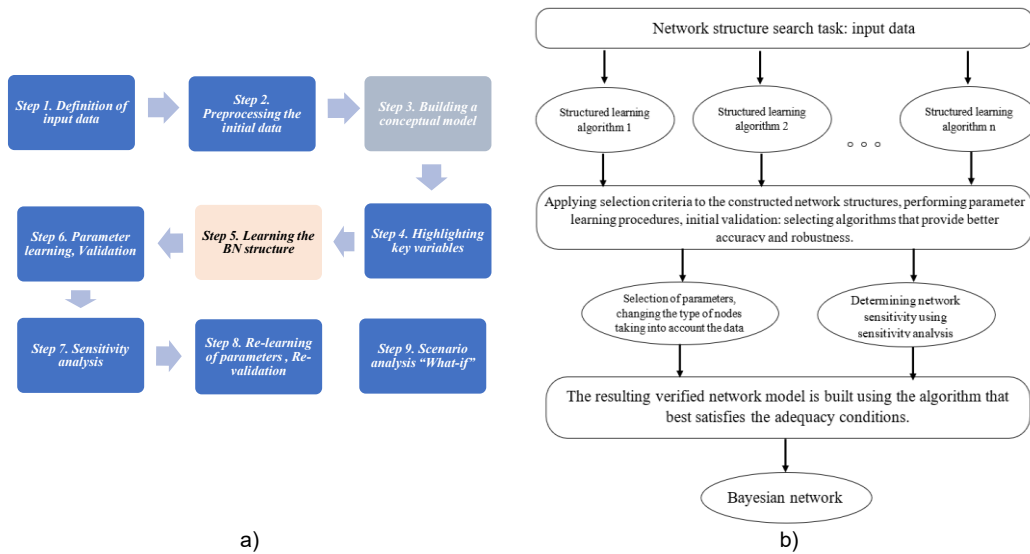 Step 1. Definition of
input data
Step 2.
Preprocessing the
initial data
Step 3. Building a
conceptual model
Step 6. Parameter
learning, Validation
Step 5. Learning the
BN structure
Step 4. Highlighting
key variables
Step 7. Sensitivity
analysis
Step 8. Re-learning
of parameters , Re-
validation
Step 9. Scenario
analysis “What-if”
a)
Network structure search task: input data
Structured learning
algorithm 1
Structured learning
algorithm 2
Structured learning
algorithm n
Applying selection criteria to the constructed network structures, performing parameter
learning procedures, initial validation: selecting algorithms that provide better
accuracy and robustness.
Selection of parameters,
changing the type of nodes
taking into account the data
Determining network
sensitivity using
sensitivity analysis
The resulting verified network model is built using the algorithm that
best satisfies the adequacy conditions.
Bayesian network
b)